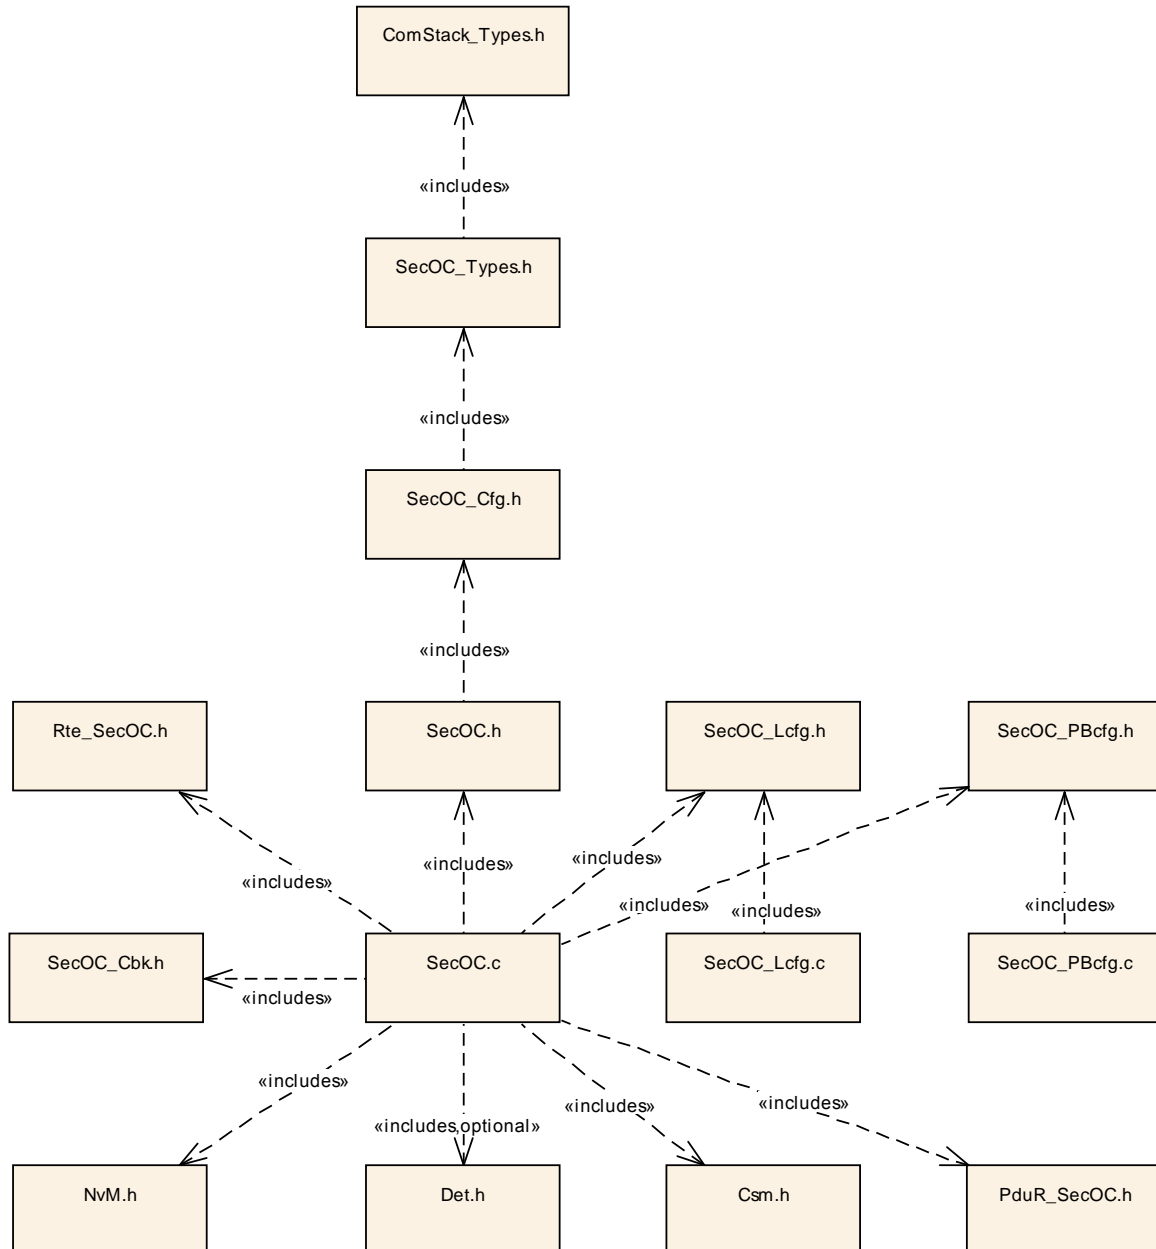 ComStack_Types.h
«includes»
SecOC_Types.h
«includes»
SecOC_Cfg.h
«includes»
Rte_SecOC.h
SecOC.h
SecOC_Lcfg.h
SecOC_PBcfg.h
«includes»
«includes»
«includes»
«includes»
«includes»
«includes»
SecOC_Cbk.h
SecOC.c
SecOC_Lcfg.c
SecOC_PBcfg.c
«includes»
«includes»
«includes,optional»
«includes»
«includes»
NvM.h
Det.h
Csm.h
PduR_SecOC.h